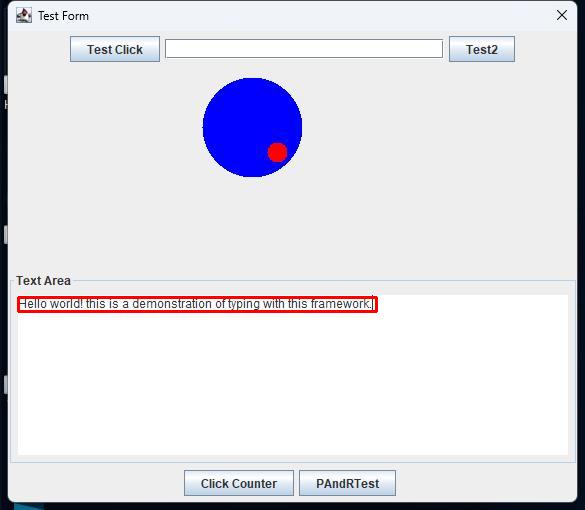 Test Form
Test Click
Test2
Text Area
Hello world! this is a demonstration of typing with this framework.
Click Counter
PAndRTest